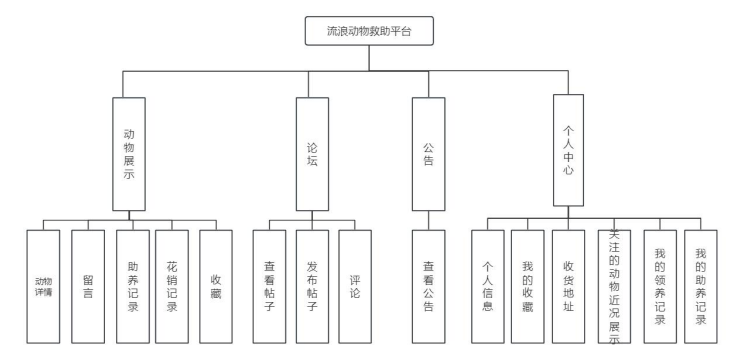 流浪动物救助平台
动物展示
论坛
公告
个人中心
动物
详情
留言
助养记录
花销记录
收藏
查看帖子
发布帖子
评论
查看公告
个人信息
我的收藏
收货地址
关注的动物近况展示
我的领养记录
我的助养记录